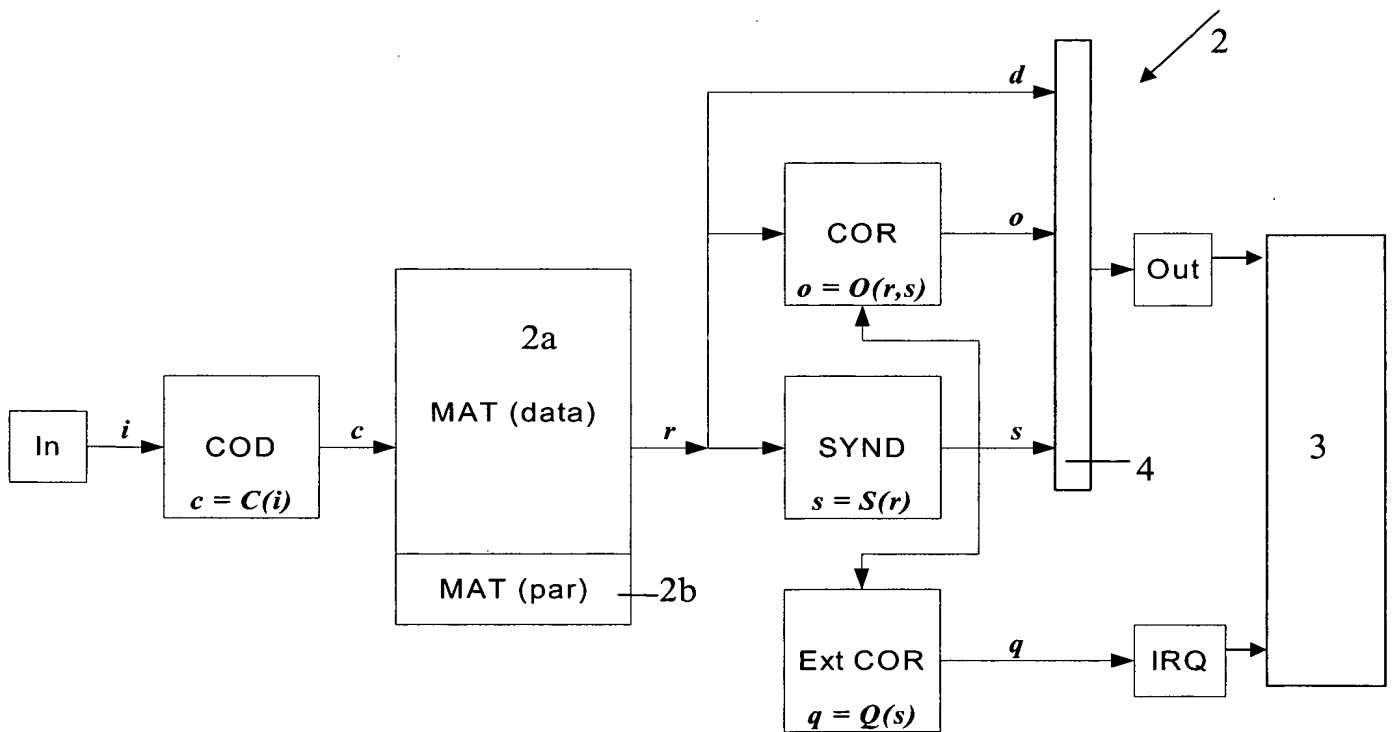 2
d
COR
o
o = O(r,s)
Out
2a
MAT (data)
In
i
COD
c = C(i)
c
r
SYND
s = S(r)
s
4
3
MAT (par)
2b
Ext COR
q = Q(s)
q
IRQ